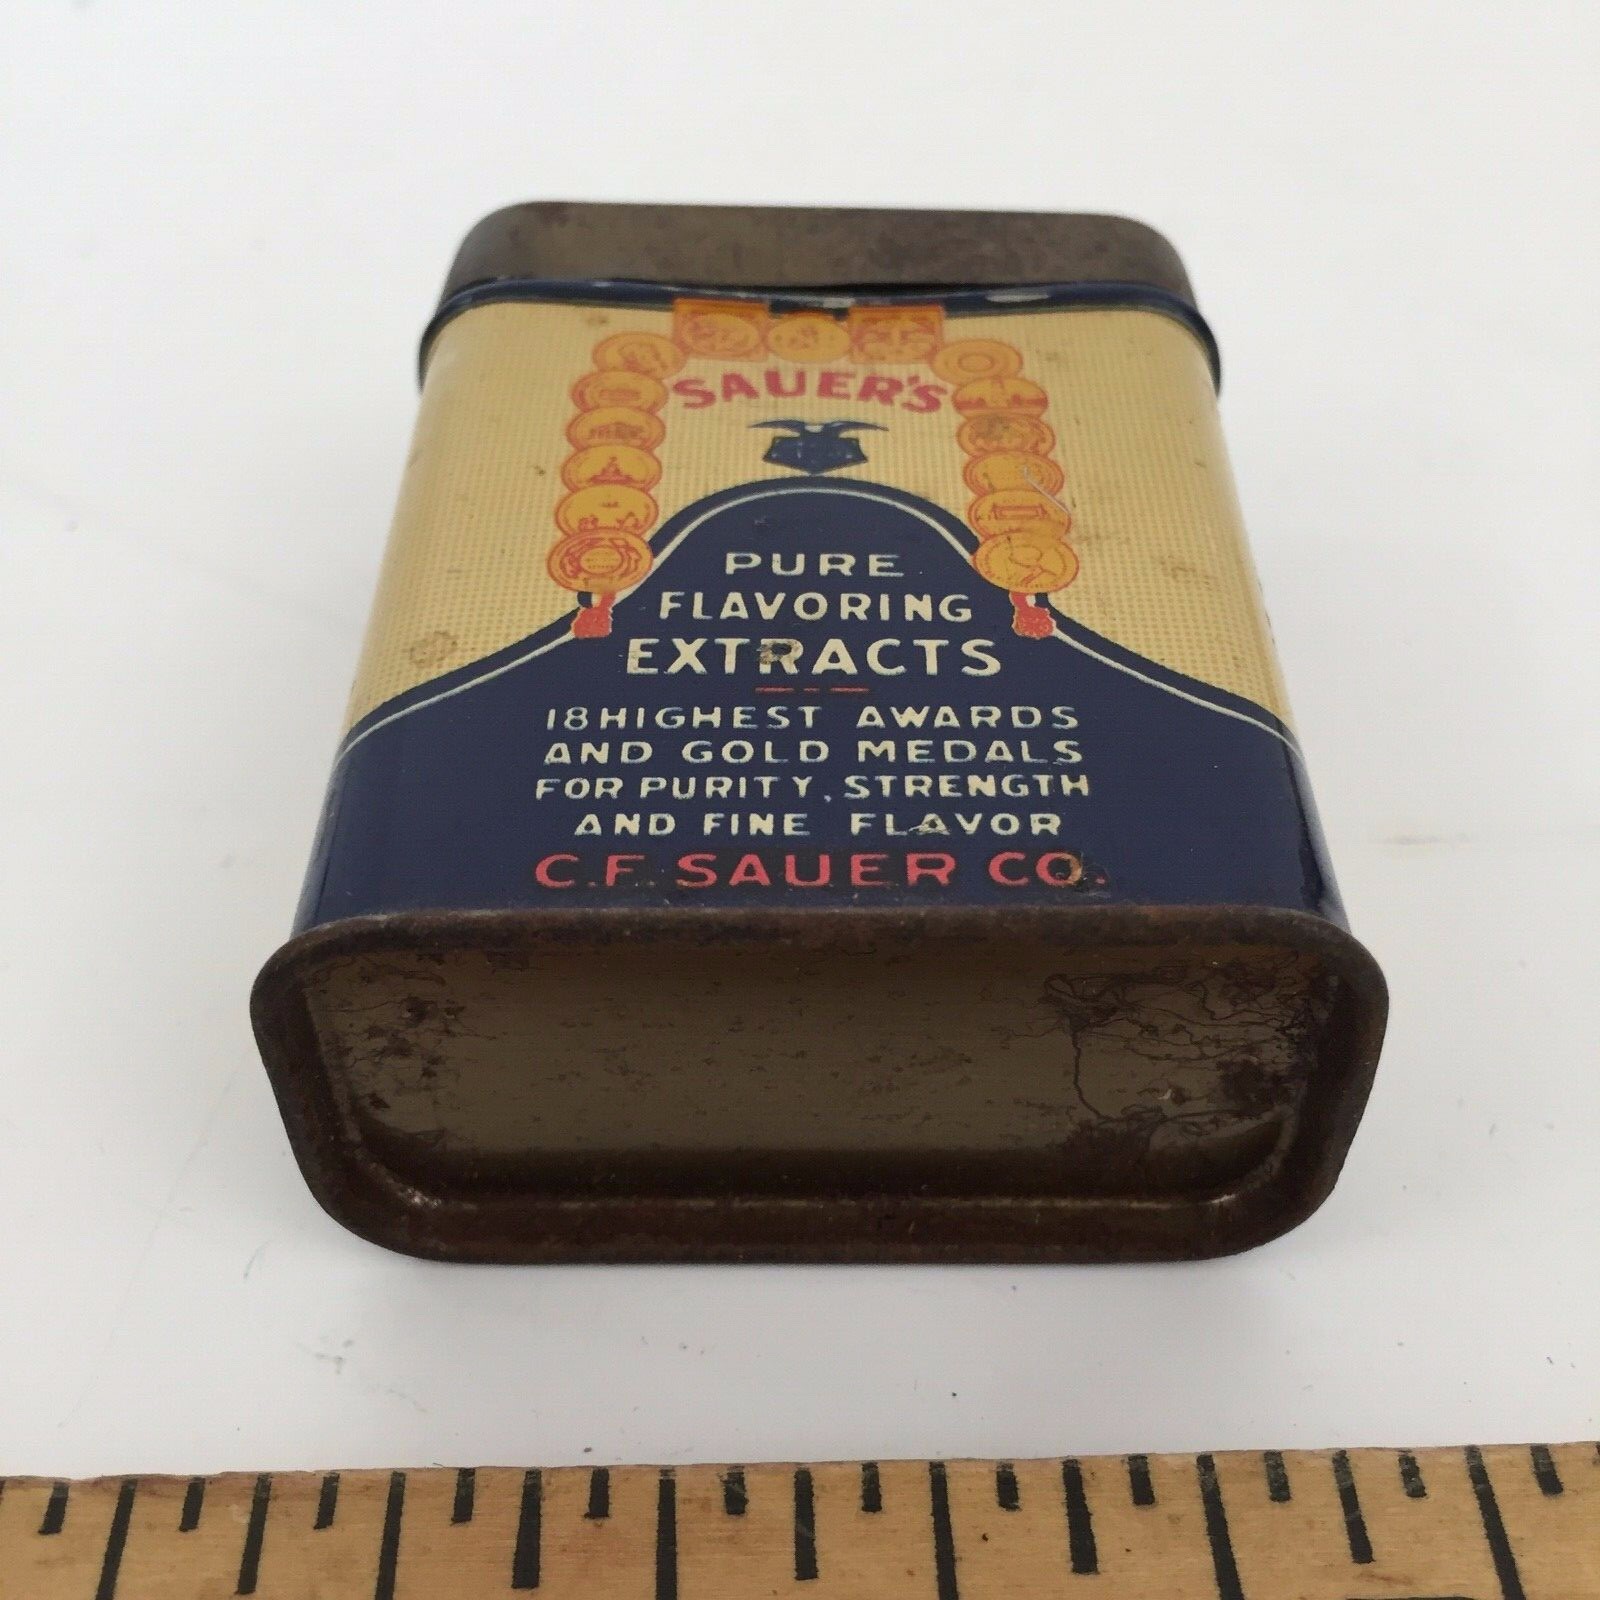 SAUER'S
PURE
FLAVORING
EXTRACTS
18 HIGHEST AWARDS
AND GOLD MEDALS
FOR PURITY, STRENGTH
AND FINE FLAVOR
C.F. SAUER CO.